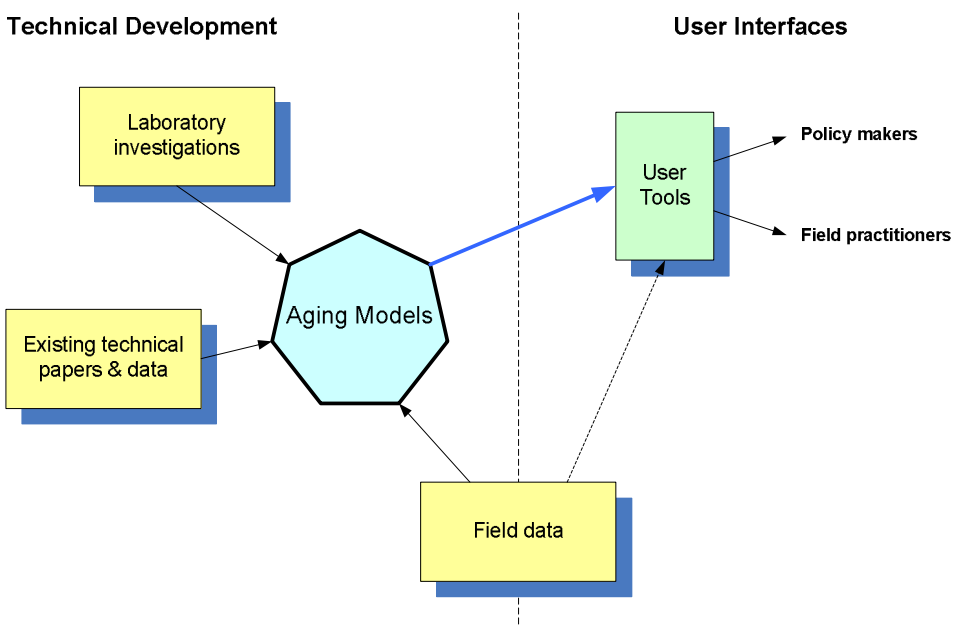 Technical Development
User Interfaces
Laboratory
investigations
Policy makers
User
Tools
Field practitioners
Aging Models
Existing technical
papers & data
Field data